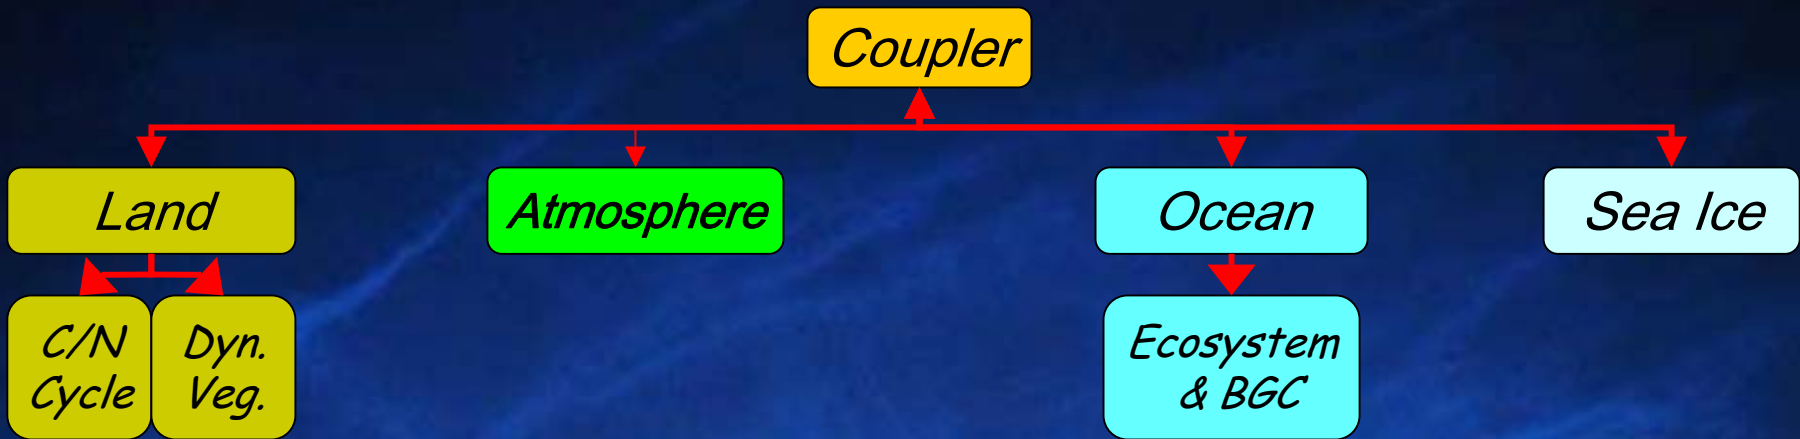 Coupler
Land
Atmosphere
Ocean
Sea Ice
C/N
Cycle
Dyn.
Veg.
Ecosystem
& BGC